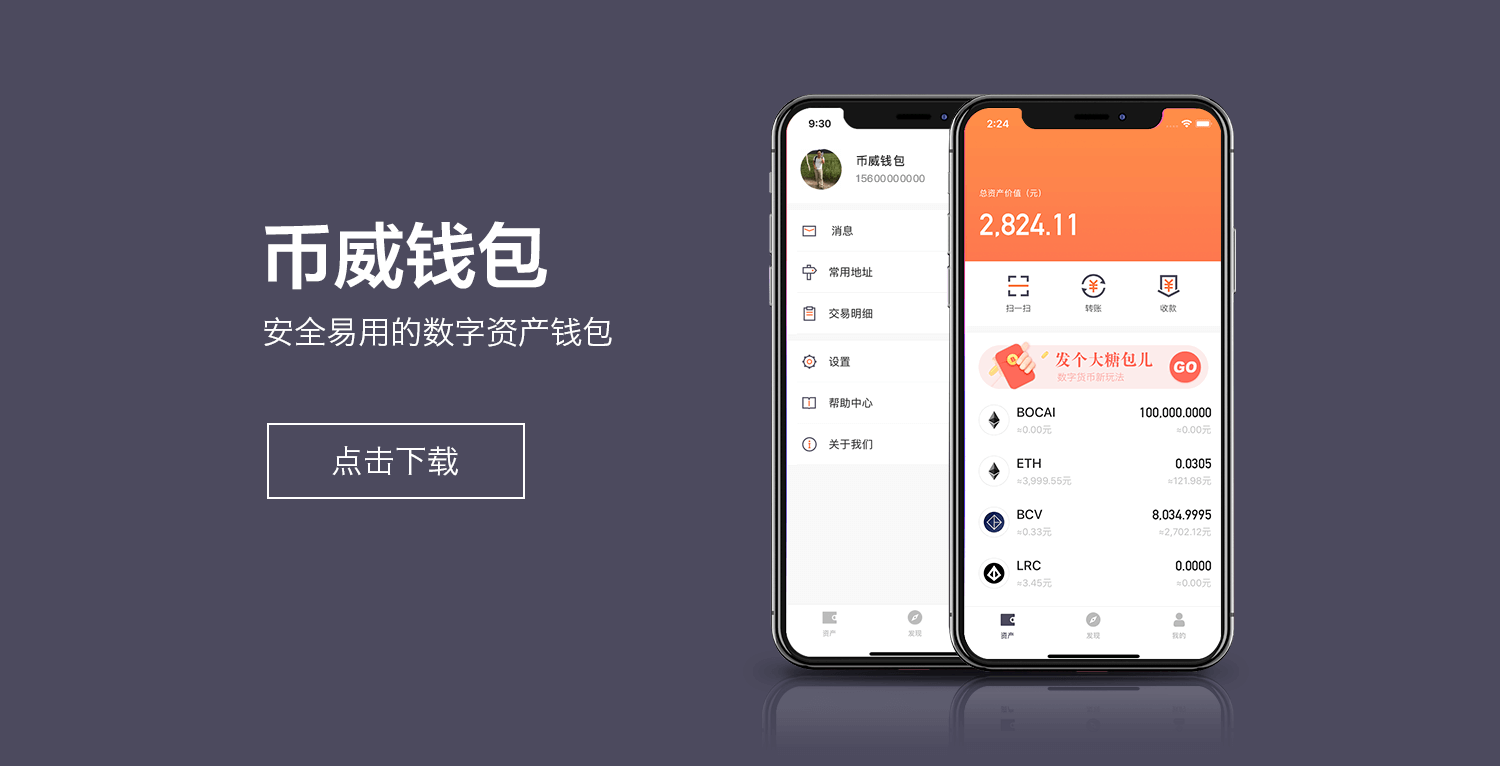 币威钱包
安全易用的数字资产钱包
点击下载
9:30
币威钱包
15600000000
消息
常用地址
交易明细
设置
帮助中心
关于我们
资产
发现
2:24
总资产价值（元）
2,824.11
扫一扫
转账
收款
发个大糖包儿
数字货币新玩法
GO
BOCAI
100,000.0000
≈0.00元
≈0.00元
ETH
0.0305
≈3,999.55元
≈121.98元
BCV
8,034.9995
≈0.33元
≈2,702.12元
LRC
0.0000
≈3.45元
≈0.00元
资产
发现
我的